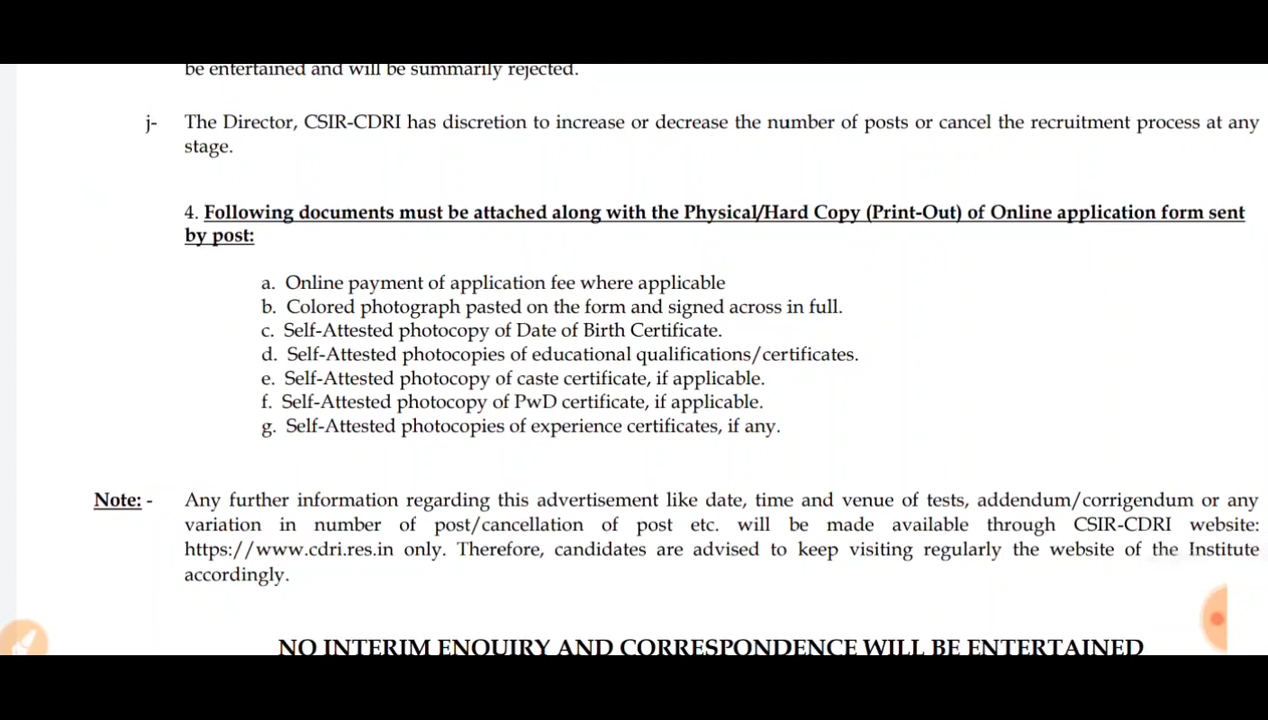 be entertained and will be summarily rejected.
j- The Director, CSIR-CDRI has discretion to increase or decrease the number of posts or cancel the recruitment process at any
stage.
4. Following documents must be attached along with the Physical/Hard Copy (Print-Out) of Online application form sent
by post:
a. Online payment of application fee where applicable
b. Colored photograph pasted on the form and signed across in full.
c. Self-Attested photocopy of Date of Birth Certificate.
d. Self-Attested photocopies of educational qualifications/certificates.
e. Self-Attested photocopy of caste certificate, if applicable.
f. Self-Attested photocopy of PwD certificate, if applicable.
g. Self-Attested photocopies of experience certificates, if any.
Note: - Any further information regarding this advertisement like date, time and venue of tests, addendum/corrigendum or any
variation in number of post/cancellation of post etc. will be made available through CSIR-CDRI website:
https://www.cdri.res.in only. Therefore, candidates are advised to keep visiting regularly the website of the Institute
accordingly.
NO INTERIM ENQUIRY AND CORRESPONDENCE WILL BE ENTERTAINED